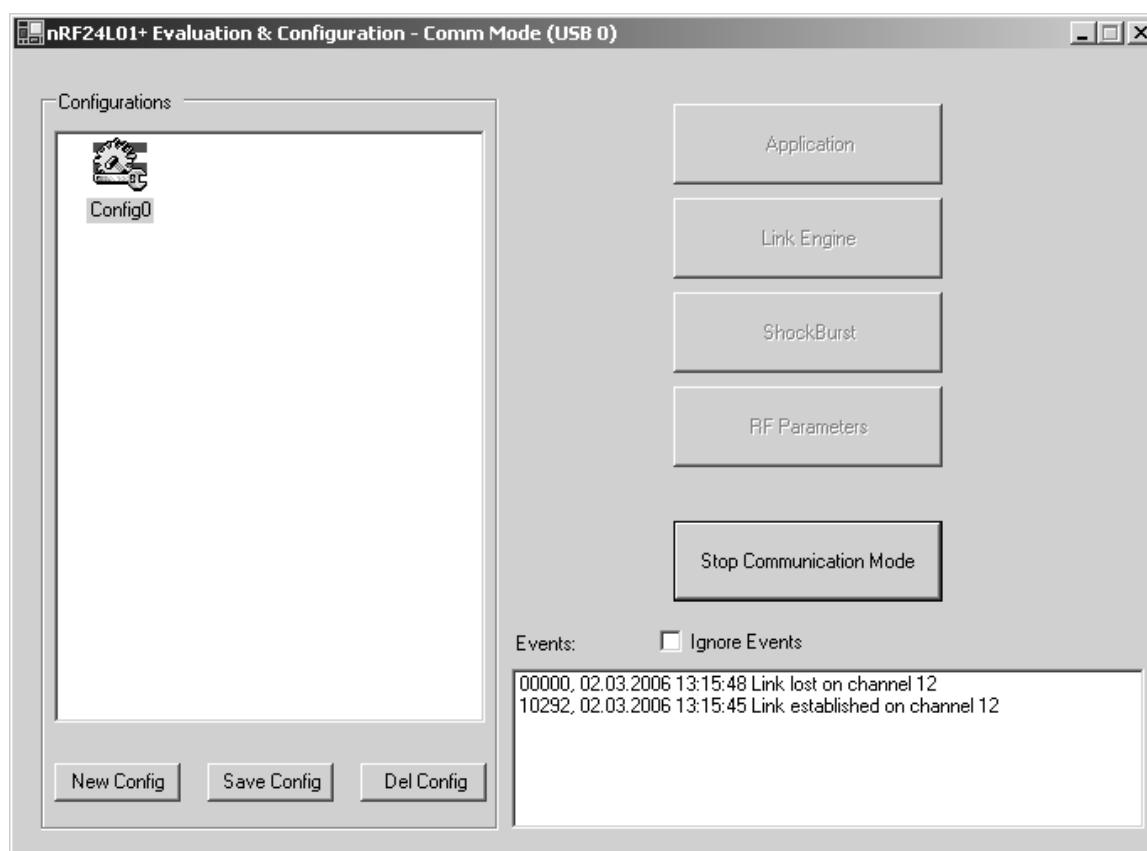 nRF24L01+ Evaluation & Configuration - Comm Mode (USB 0)
Configurations
Config0
New Config
Save Config
Del Config
Application
Link Engine
ShockBurst
RF Parameters
Stop Communication Mode
Events:
Ignore Events
00000, 02.03.2006 13:15:48 Link lost on channel 12
10292, 02.03.2006 13:15:45 Link established on channel 12